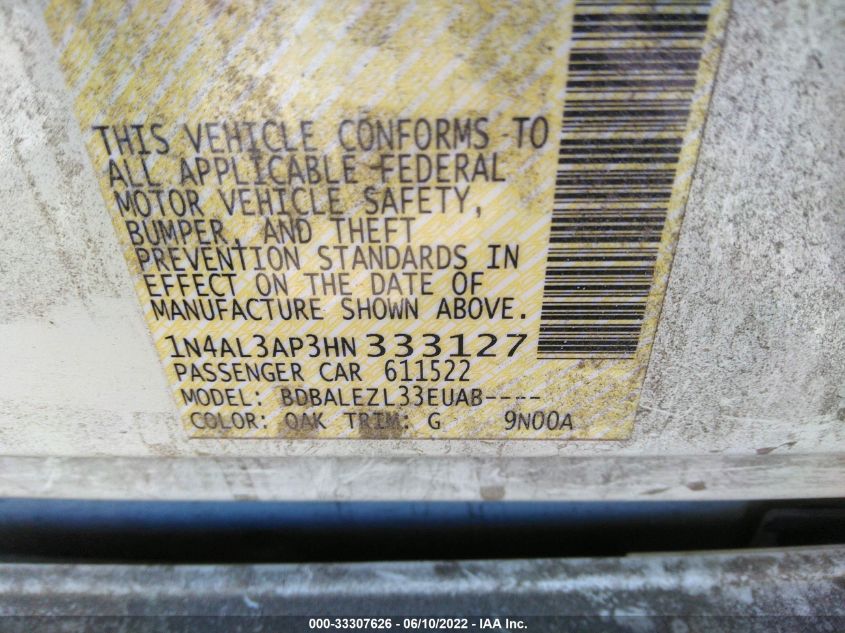 THIS VEHICLE CONFORMS TO
ALL APPLICABLE FEDERAL
MOTOR VEHICLE SAFETY,
BUMPER, AND THEFT
PREVENTION STANDARDS IN
EFFECT ON THE DATE OF
MANUFACTURE SHOWN ABOVE.
1N4AL3AP3HN333127
PASSENGER CAR 611522
MODEL: BDBALEZL33EUAB----
COLOR: QAK TRIM: G 9N00A
000-33307626 - 06/10/2022 - IAA Inc.